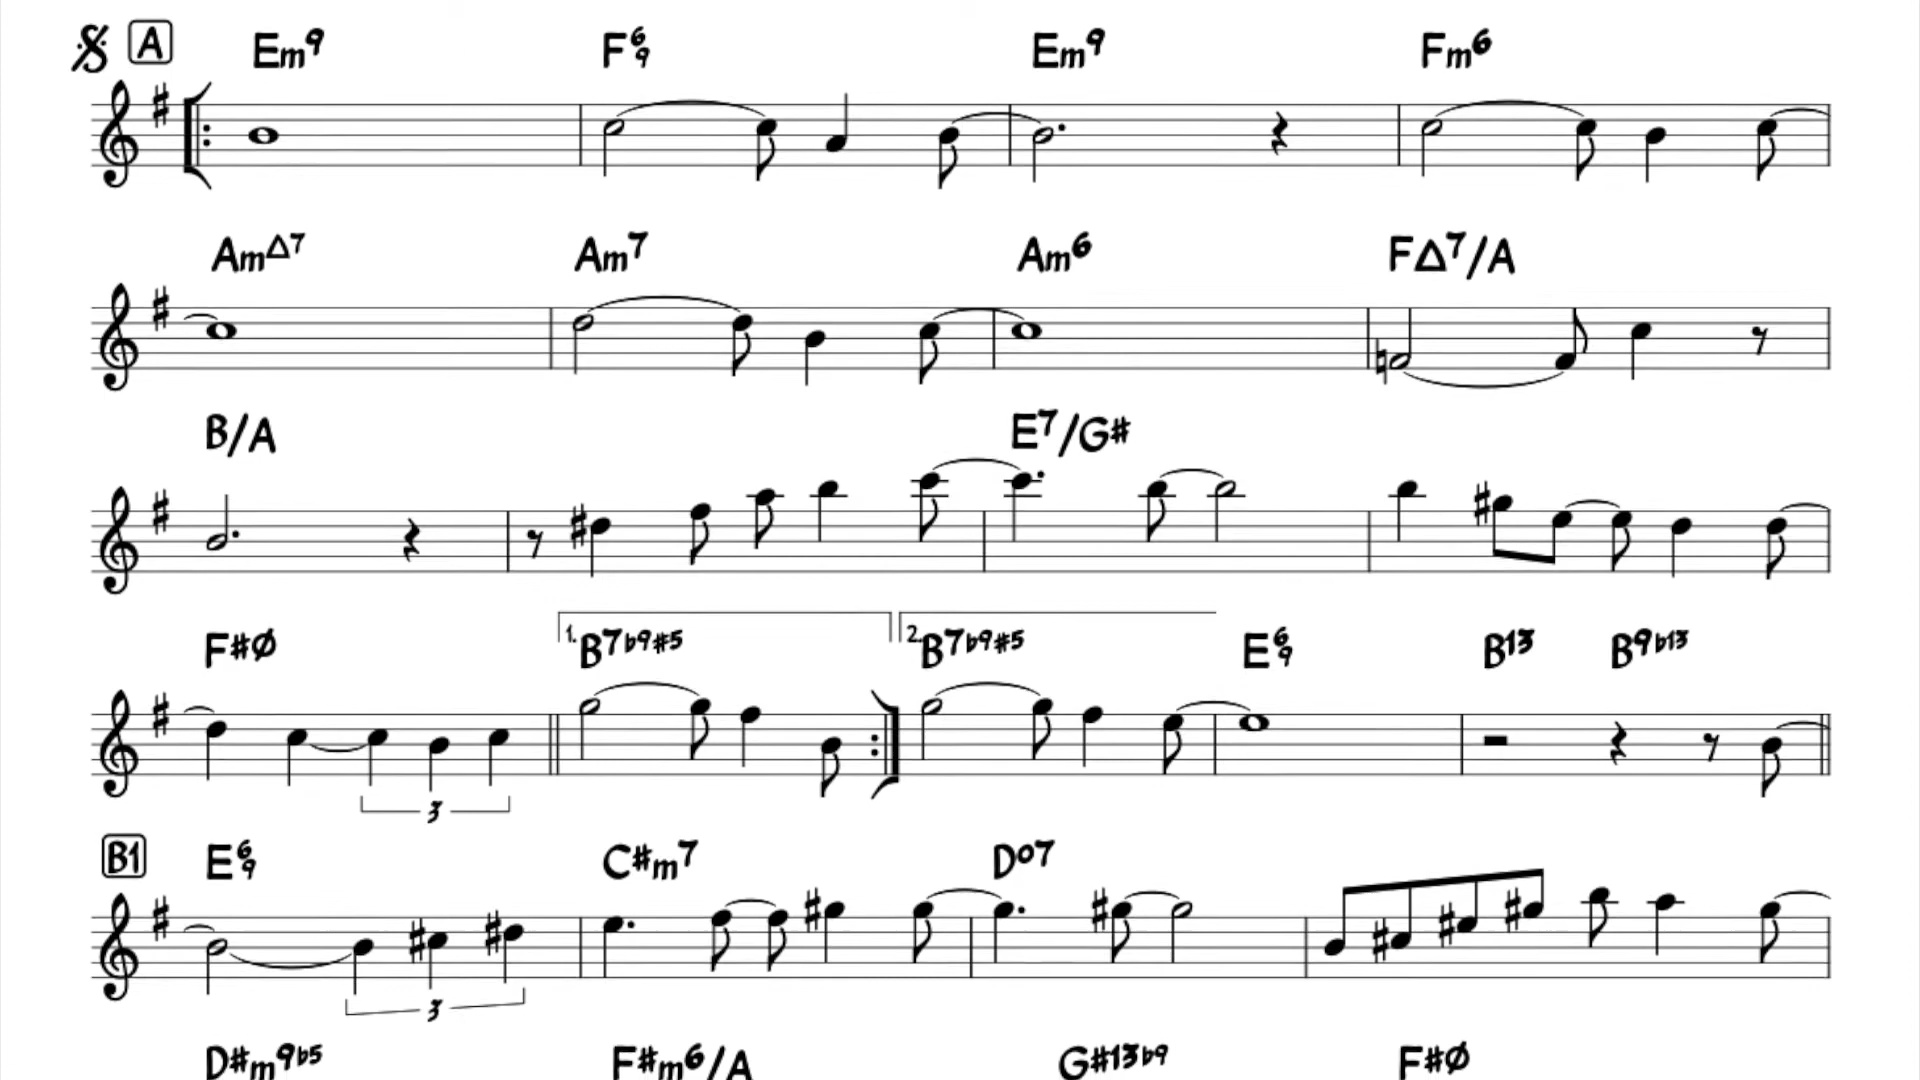 A Em9 F6/9 Em9 Fm6
AmΔ7 Am7 Am6 FΔ7/A
B/A E7/G#
F#Ø 1. B7b9#5 2. B7b9#5 E6/9 B13 B9b13
3
B1 E6/9 C#m7 Do7
3
D#m9b5 F#m6/A G#13b9 F#Ø